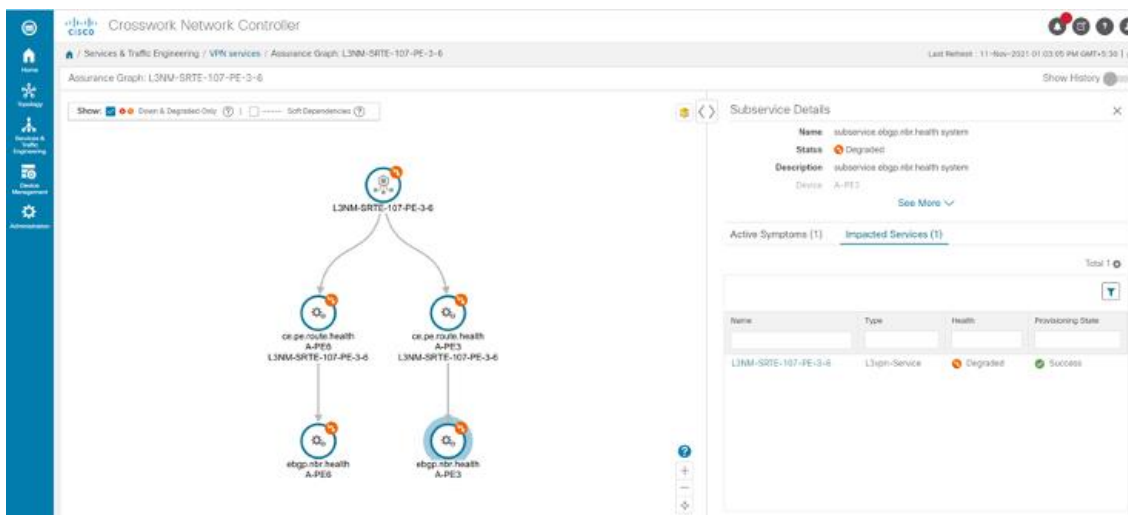 cisco Crosswork Network Controller
/ Services & Traffic Engineering / VPN services / Assurance Graph: L3NM-SRTE-107-PE-3-6
Last Refresh : 11-Nov-2021 01:03:05 PM GMT+5:30 |
Assurance Graph: L3NM-SRTE-107-PE-3-6
Show History
Home
Topology
Services &
Traffic
Engineering
Device
Management
Administration
Show: Down & Degraded Only ? | Soft Dependencies ?
L3NM-SRTE-107-PE-3-6
ce.pe.route.health
A-PE6
L3NM-SRTE-107-PE-3-6
ce.pe.route.health
A-PE3
L3NM-SRTE-107-PE-3-6
ebgp.nbr.health
A-PE6
ebgp.nbr.health
A-PE3
Subservice Details
Name subservice.ebgp.nbr.health system
Status Degraded
Description subservice.ebgp.nbr.health system
Device A-PE3
See More
Active Symptoms (1) Impacted Services (1)
Total 1
Name Type Health Provisioning State
L3NM-SRTE-107-PE-3-6 L3vpn-Service Degraded Success